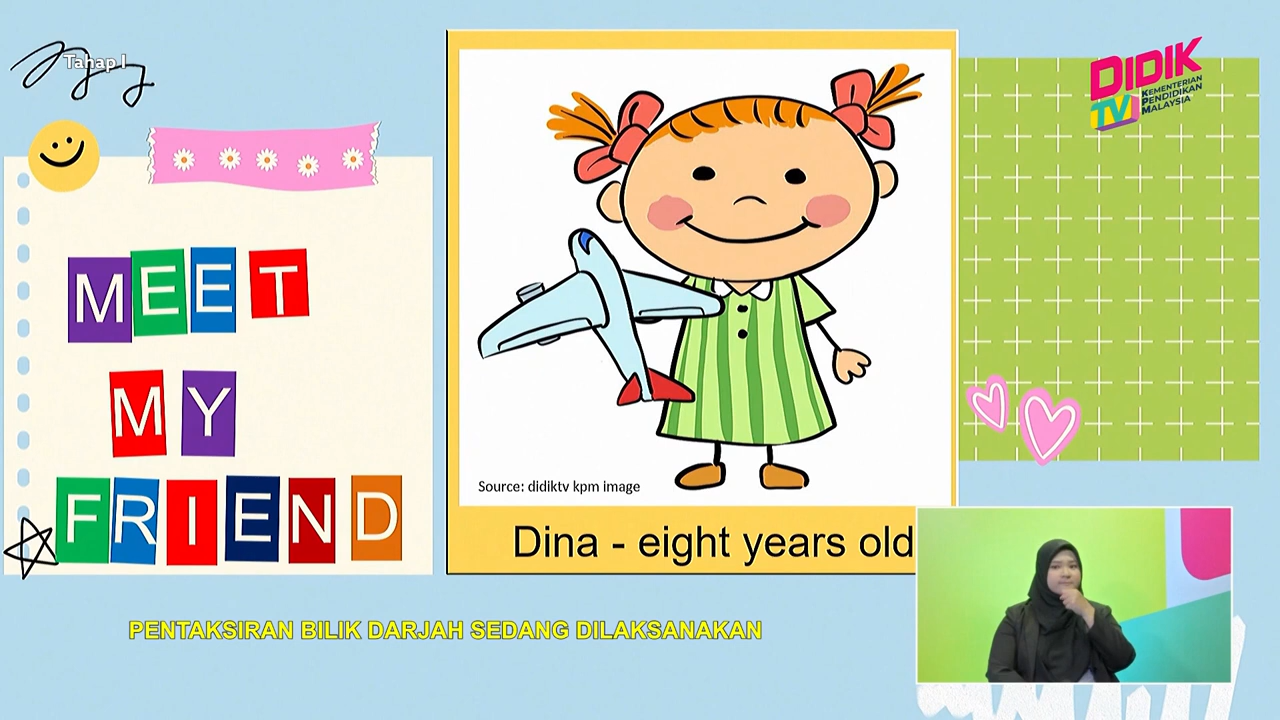 Tahap I
DIDIK
TV
KEMENTERIAN
PENDIDIKAN
MALAYSIA
MEET
MY
FRIEND
Source: didiktv kpm image
Dina - eight years old
PENTAKSIRAN BILIK DARJAH SEDANG DILAKSANAKAN